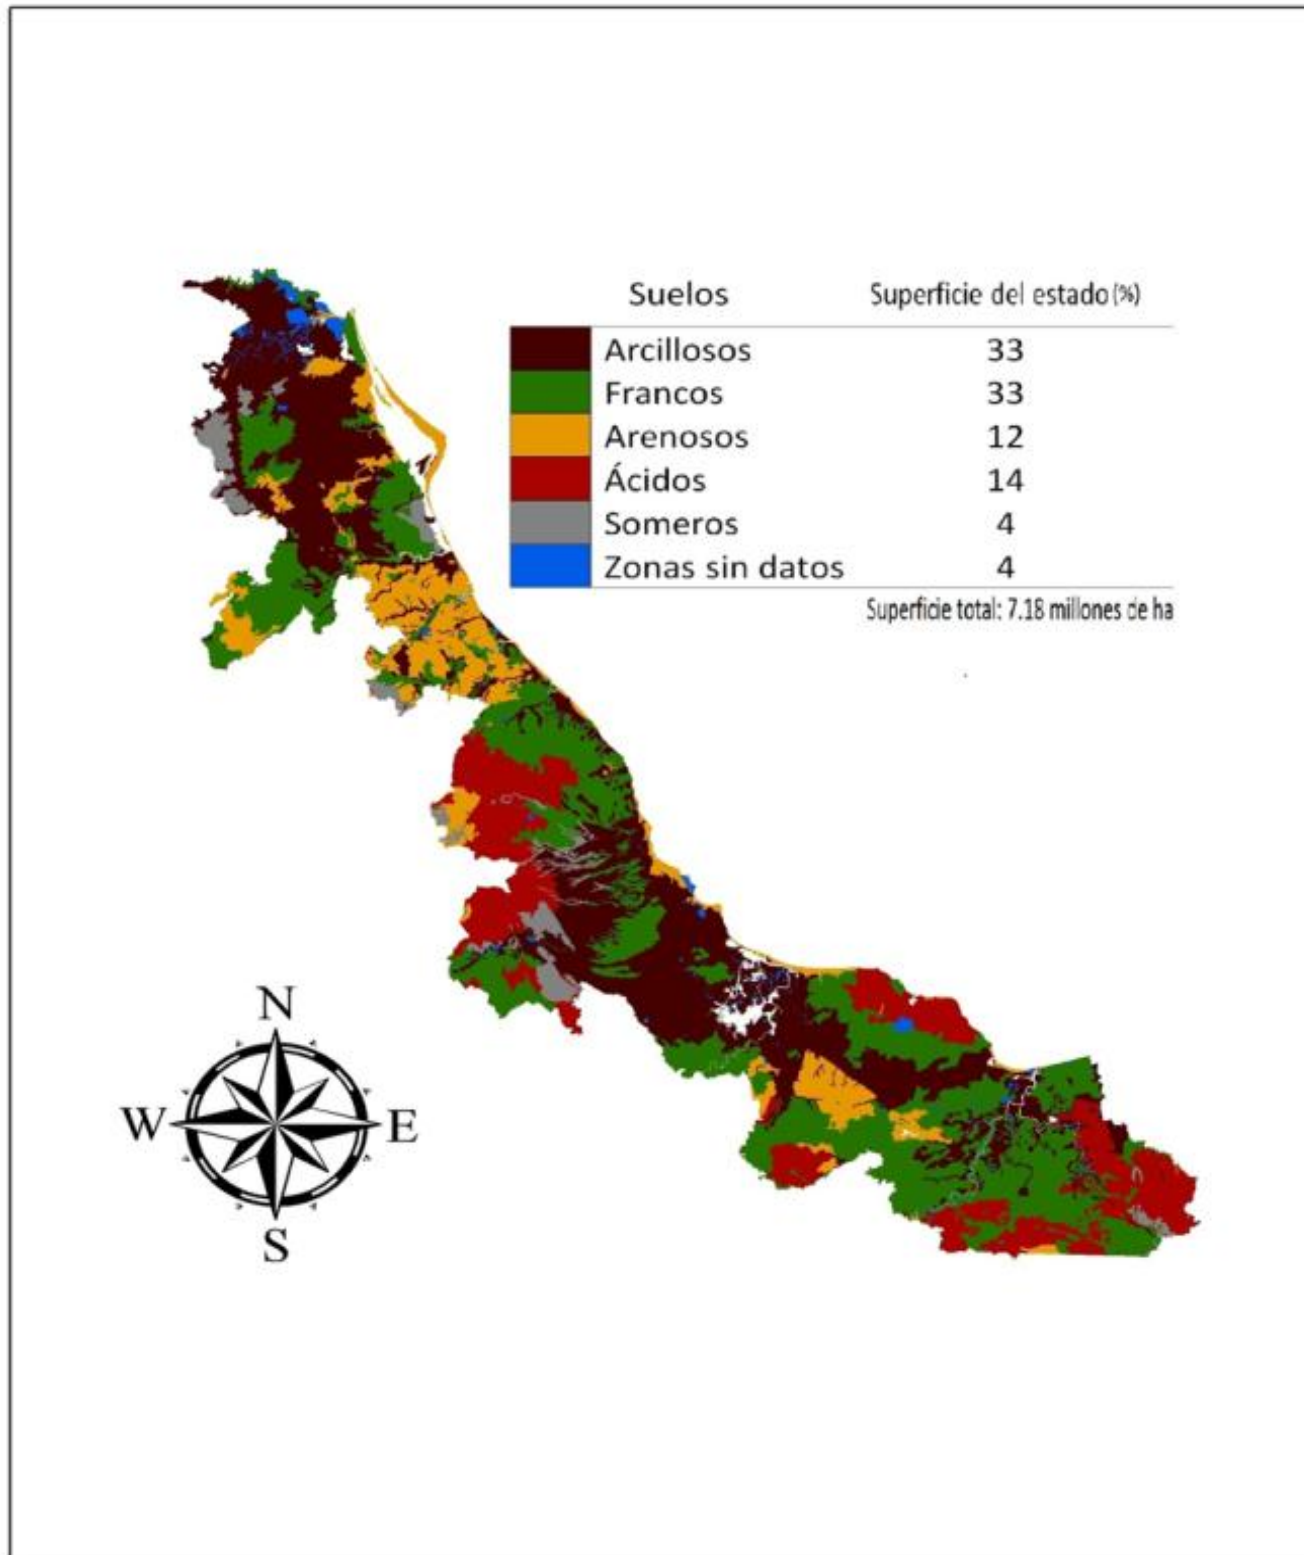 Suelos Superficie del estado (%)
Arcillosos 33
Francos 33
Arenosos 12
Ácidos 14
Someros 4
Zonas sin datos 4
Superficie total: 7.18 millones de ha
N
W E
S